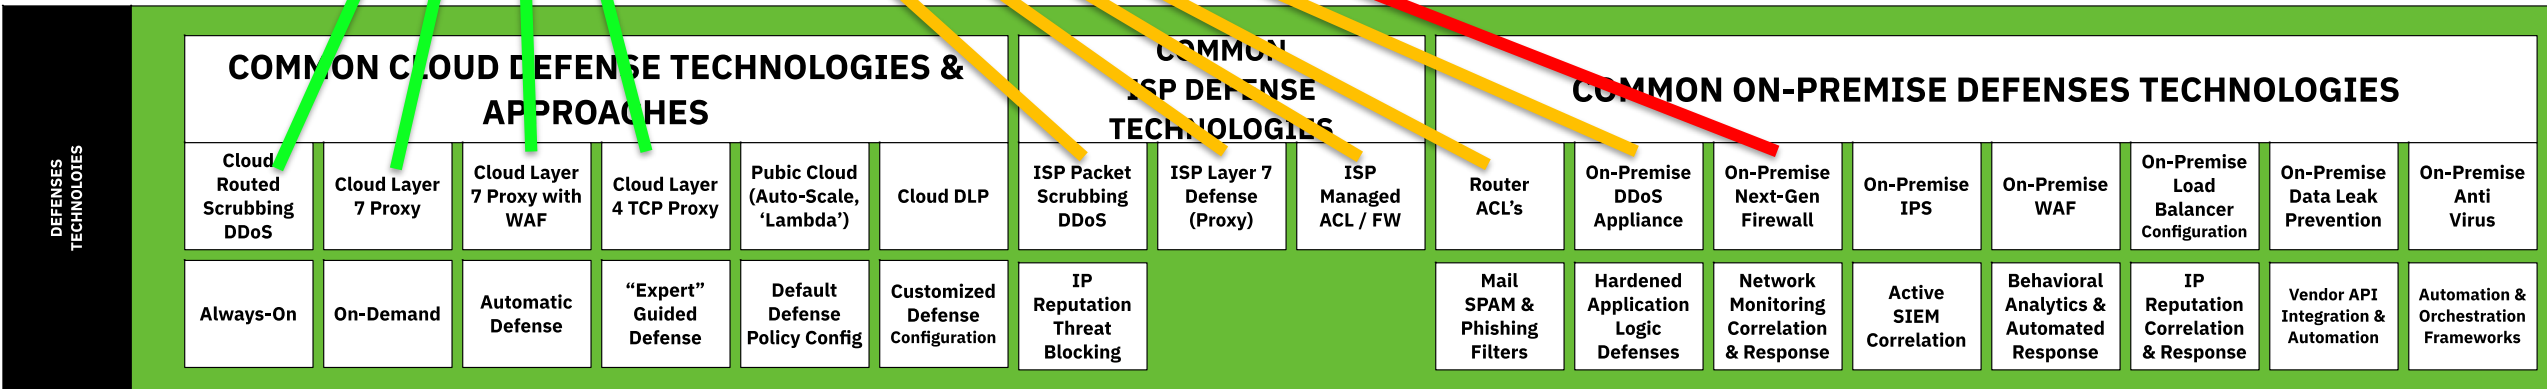 DEFENSES
TECHNOLOIES
COMMON CLOUD DEFENSE TECHNOLOGIES &
APPROACHES
COMMON
ISP DEFENSE
TECHNOLOGIES
COMMON ON-PREMISE DEFENSES TECHNOLOGIES
Cloud
Routed
Scrubbing
DDoS
Cloud Layer
7 Proxy
Cloud Layer
7 Proxy with
WAF
Cloud Layer
4 TCP Proxy
Pubic Cloud
(Auto-Scale,
‘Lambda’)
Cloud DLP
ISP Packet
Scrubbing
DDoS
ISP Layer 7
Defense
(Proxy)
ISP
Managed
ACL / FW
Router
ACL’s
On-Premise
DDoS
Appliance
On-Premise
Next-Gen
Firewall
On-Premise
IPS
On-Premise
WAF
On-Premise
Load
Balancer
Configuration
On-Premise
Data Leak
Prevention
On-Premise
Anti
Virus
Always-On
On-Demand
Automatic
Defense
“Expert”
Guided
Defense
Default
Defense
Policy Config
Customized
Defense
Configuration
IP
Reputation
Threat
Blocking
Mail
SPAM &
Phishing
Filters
Hardened
Application
Logic
Defenses
Network
Monitoring
Correlation
& Response
Active
SIEM
Correlation
Behavioral
Analytics &
Automated
Response
IP
Reputation
Correlation
& Response
Vendor API
Integration &
Automation
Automation &
Orchestration
Frameworks